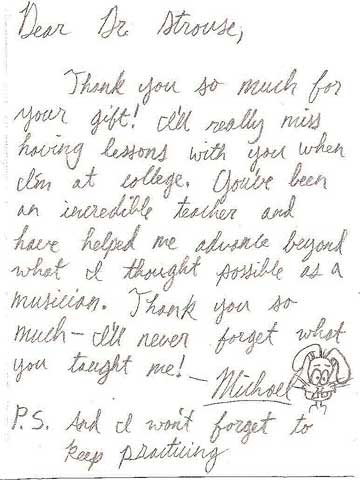 Dear Dr. Strouse,
Thank you so much for
your gift! I'll really miss
having lessons with you when
I'm at college. You've been
an incredible teacher and
have helped me advance beyond
what I thought possible as a
musician. Thank you so
much – I'll never forget what
you taught me! – Michael
P.S. And I won't forget to
keep practicing